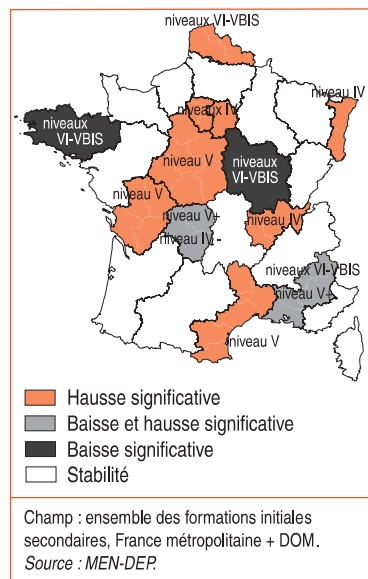 niveaux VI-VBIS
niveaux IV
niveau IV
niveaux
VI-VBIS
niveau V
niveaux
VI-VBIS
niveau V
niveau V+
niveau IV -
niveau IV
niveaux VI-VBIS
niveau V+
niveau V
Hausse significative
Baisse et hausse significative
Baisse significative
Stabilité
Champ : ensemble des formations initiales
secondaires, France métropolitaine + DOM.
Source : MEN-DEP.